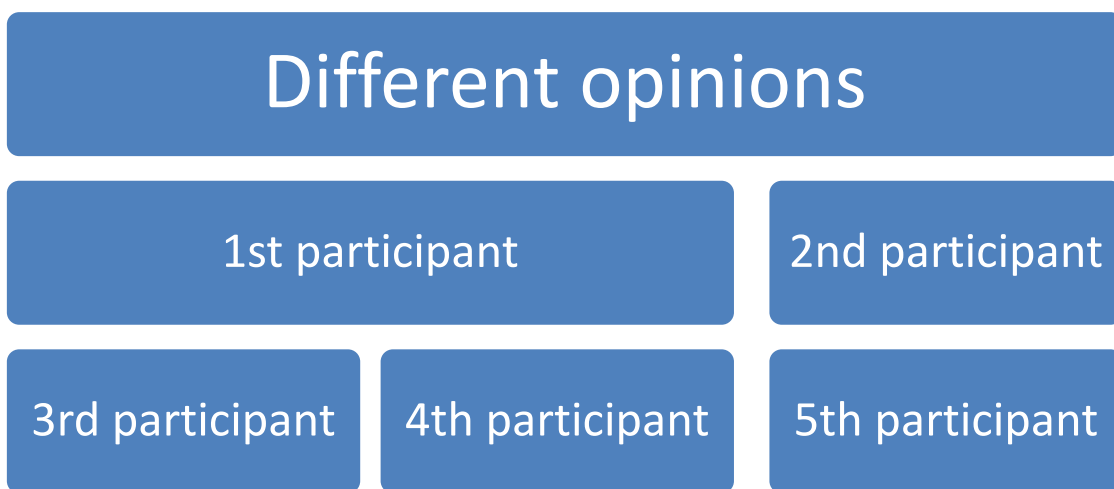 Different opinions
1st participant
2nd participant
3rd participant
4th participant
5th participant